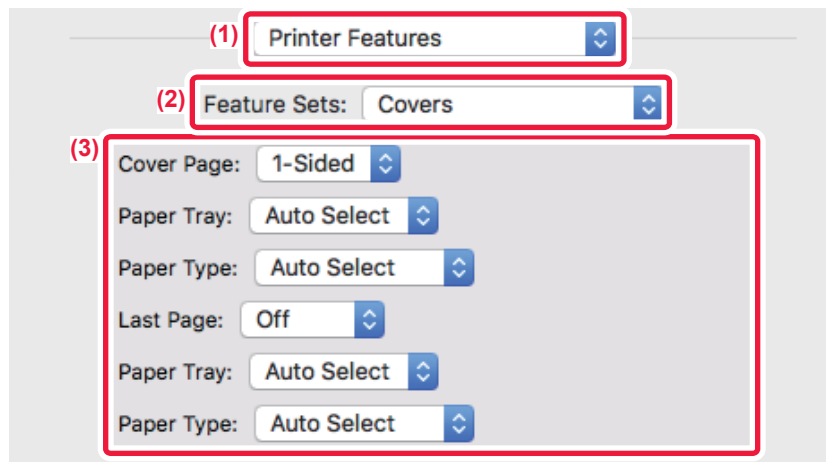 (1) Printer Features
(2) Feature Sets: Covers
(3)
Cover Page: 1-Sided
Paper Tray: Auto Select
Paper Type: Auto Select
Last Page: Off
Paper Tray: Auto Select
Paper Type: Auto Select